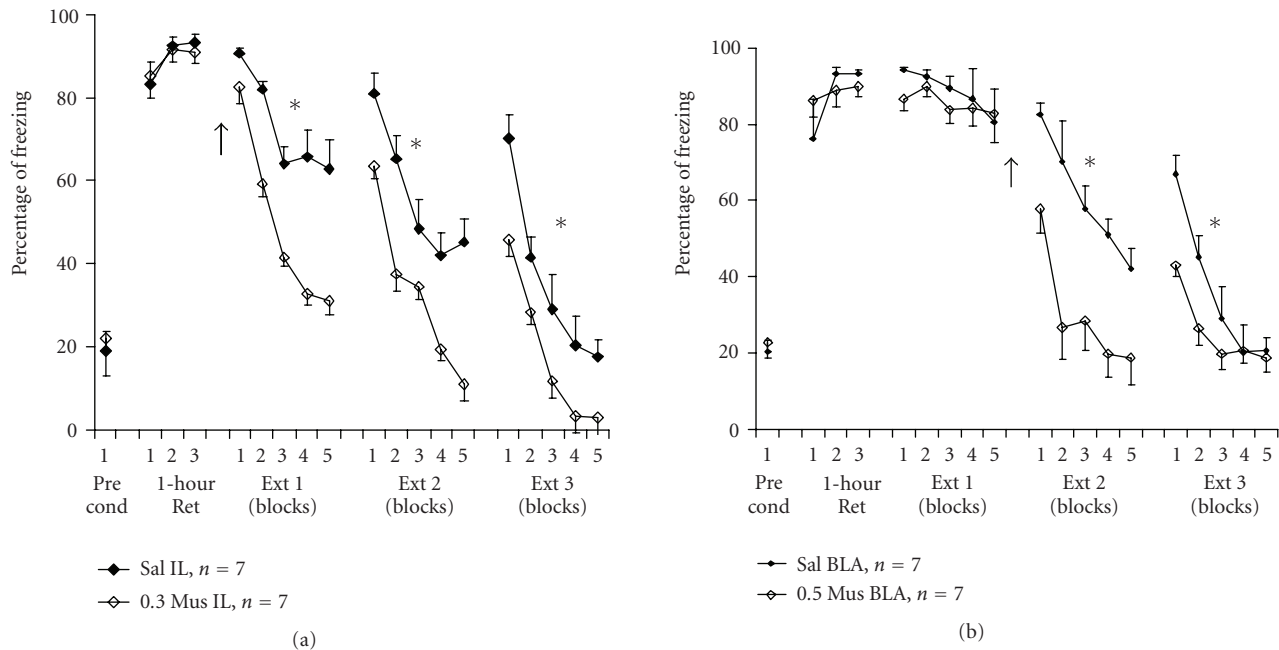 Percentage of freezing
100
80
60
40
20
0
*
*
*
1
1 2 3
1 2 3 4 5
1 2 3 4 5
1 2 3 4 5
Pre
cond
1-hour
Ret
Ext 1
(blocks)
Ext 2
(blocks)
Ext 3
(blocks)
Sal IL, n = 7
0.3 Mus IL, n = 7
(a)
Percentage of freezing
100
80
60
40
20
0
*
*
1
1 2 3
1 2 3 4 5
1 2 3 4 5
1 2 3 4 5
Pre
cond
1-hour
Ret
Ext 1
(blocks)
Ext 2
(blocks)
Ext 3
(blocks)
Sal BLA, n = 7
0.5 Mus BLA, n = 7
(b)